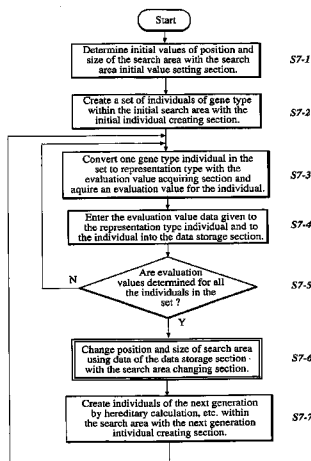 Start
Determine initial values of position and
size of the search area with the search
area initial value setting section.
S7-1
Create a set of individuals of gene type
within the initial search area with the
initial individual creating section.
S7-2
Convert one gene type individual in the
set to representation type with the
evaluation value acquiring section and
aquire an evaluation value for the individual.
S7-3
Enter the evaluation value data given to
the representation type individual and to
the individual into the data storage section.
S7-4
N
Are evaluation
values determined for all
the individuals in the
set ?
S7-5
Y
Change position and size of search area
using data of the data storage section
with the search area changing section.
S7-6
Create individuals of the next generation
by hereditary calculation, etc. within
the search area with the next generation
intividual creating section.
S7-7